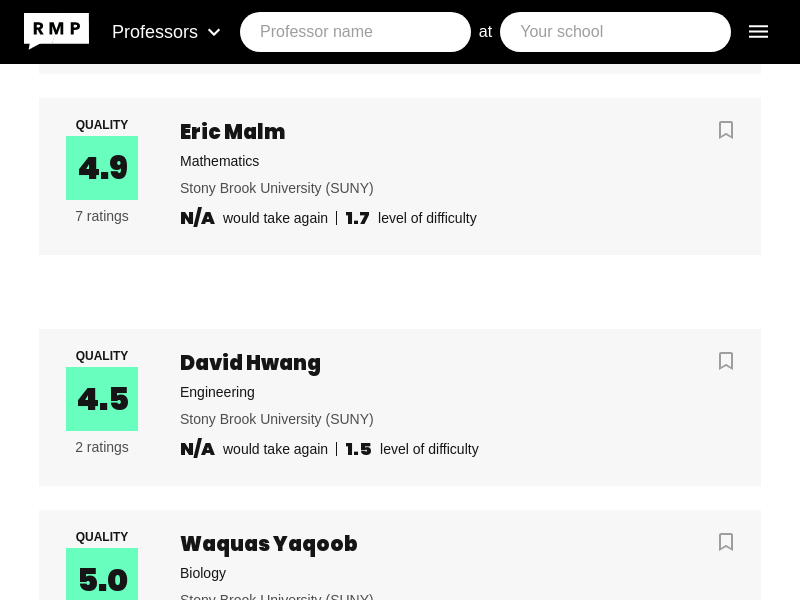 RMP
Professors
Professor name
at
Your school
QUALITY
4.9
7 ratings
Eric Malm
Mathematics
Stony Brook University (SUNY)
N/A would take again | 1.7 level of difficulty
QUALITY
4.5
2 ratings
David Hwang
Engineering
Stony Brook University (SUNY)
N/A would take again | 1.5 level of difficulty
QUALITY
5.0
Waquas Yaqoob
Biology
Stony Brook University (SUNY)